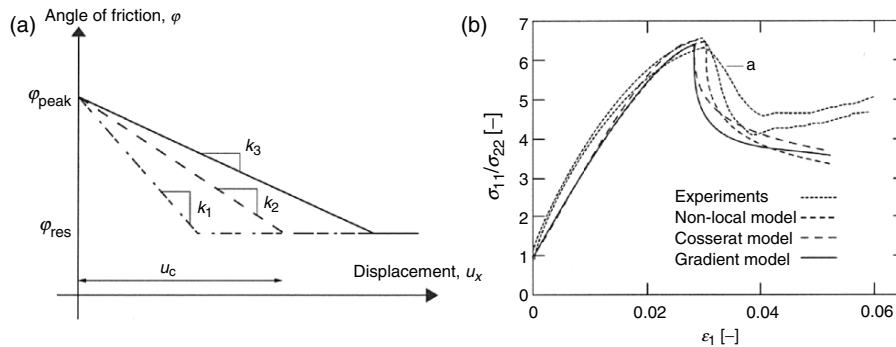 (a)
Angle of friction, φ
φpeak
φres
k1
k2
k3
uc
Displacement, ux
(b)
σ11/σ22 [–]
7
6
5
4
3
2
1
0
0
0.02
0.04
0.06
ε1 [–]
a
Experiments
Non-local model
Cosserat model
Gradient model